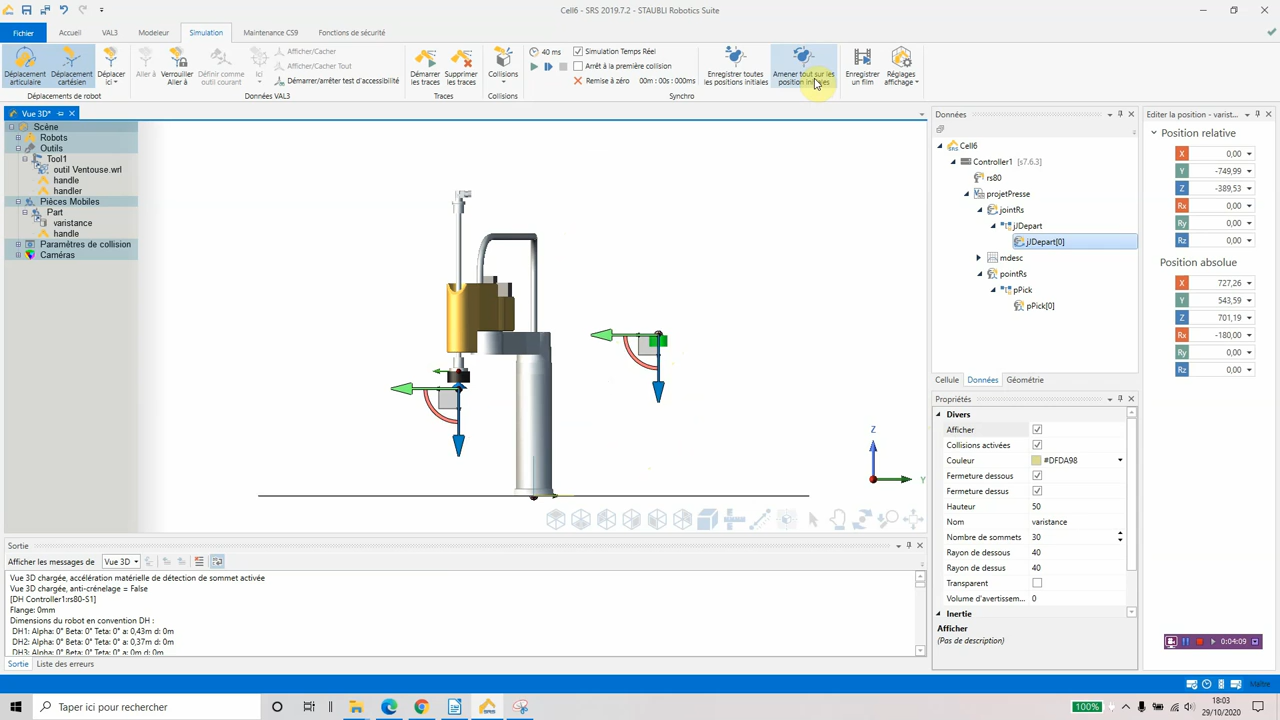 Cell6 - SRS 2019.7.2 - STAUBLI Robotics Suite
Fichier Accueil VAL3 Modeleur Simulation Maintenance CS9 Fonctions de sécurité
Déplacement articulaire
Déplacement cartésien
Déplacer ici
Déplacements de robot
Aller à
Verrouiller Aller à
Définir comme outil courant
Ici
Afficher/Cacher
Afficher/Cacher Tout
Démarrer/arrêter test d'accessibilité
Données VAL3
Démarrer les traces
Supprimer les traces
Traces
Collisions
Collisions
40 ms
Simulation Temps Réel
Arrêt à la première collision
Remise à zéro 00m : 00s : 000ms
Enregistrer toutes les positions initiales
Amener tout sur les position initiales
Synchro
Enregistrer un film
Réglages affichage
Vue 3D*
Scène
Robots
Outils
Tool1
outil Ventouse.wrl
handle
handler
Pièces Mobiles
Part
varistance
handle
Paramètres de collision
Caméras
Z
Y
Données
Cell6
Controller1 [s7.6.3]
rs80
projetPresse
jointRs
jJDepart
jJDepart[0]
mdesc
pointRs
pPick
pPick[0]
Cellule Données Géométrie
Propriétés
Divers
Afficher
Collisions activées
Couleur #DFDA98
Fermeture dessous
Fermeture dessus
Hauteur 50
Nom varistance
Nombre de sommets 30
Rayon de dessous 40
Rayon de dessus 40
Transparent
Volume d'avertissem... 0
Inertie
Afficher
(Pas de description)
Editer la position - varist...
Position relative
X 0,00
Y -749,99
Z -389,53
Rx 0,00
Ry 0,00
Rz 0,00
Position absolue
X 727,26
Y 543,59
Z 701,19
Rx -180,00
Ry 0,00
Rz 0,00
Sortie
Afficher les messages de Vue 3D
Vue 3D chargée, accélération matérielle de détection de sommet activée
Vue 3D chargée, anti-crénelage = False
[DH Controller1:rs80-S1]
Flange: 0mm
Dimensions du robot en convention DH :
DH1: Alpha: 0° Beta: 0° Teta: 0° a: 0,43m d: 0m
DH2: Alpha: 0° Beta: 0° Teta: 0° a: 0,37m d: 0m
DH3: Alpha: 0° Beta: 0° Teta: 0° a: 0m d: 0m
Sortie Liste des erreurs
0:04:09
Taper ici pour rechercher
100%
18:03
29/10/2020